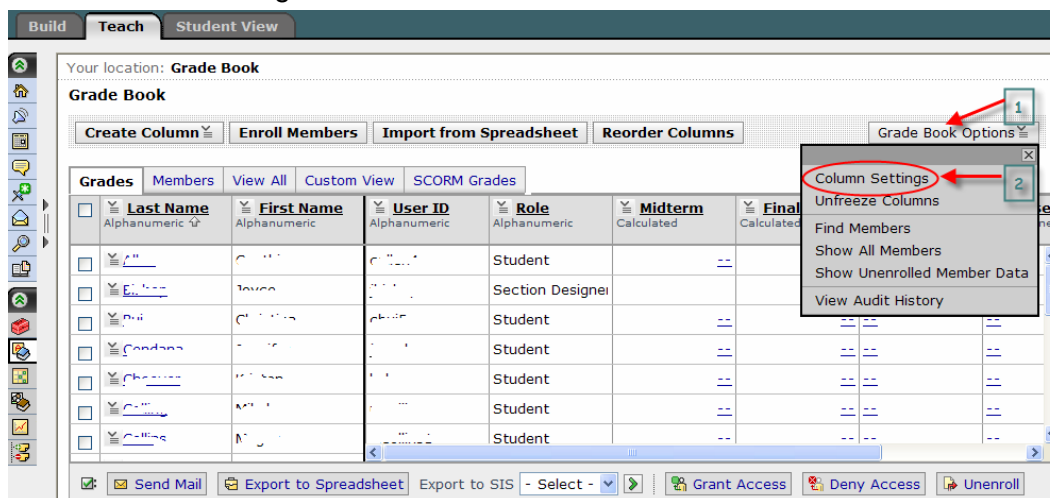 Build Teach Student View
Your location: Grade Book
Grade Book
1
Create Column Enroll Members Import from Spreadsheet Reorder Columns Grade Book Options
Grades Members View All Custom View SCORM Grades
Column Settings 2
Unfreeze Columns
Find Members
Show All Members
Show Unenrolled Member Data
View Audit History
Last Name First Name User ID Role Midterm Final
Alphanumeric Alphanumeric Alphanumeric Alphanumeric Calculated Calculated
Student --
Section Designer
Student -- -- -- --
Student -- -- -- --
Student -- -- -- --
Student -- -- -- --
Student -- -- -- --
Send Mail Export to Spreadsheet Export to SIS - Select - Grant Access Deny Access Unenroll